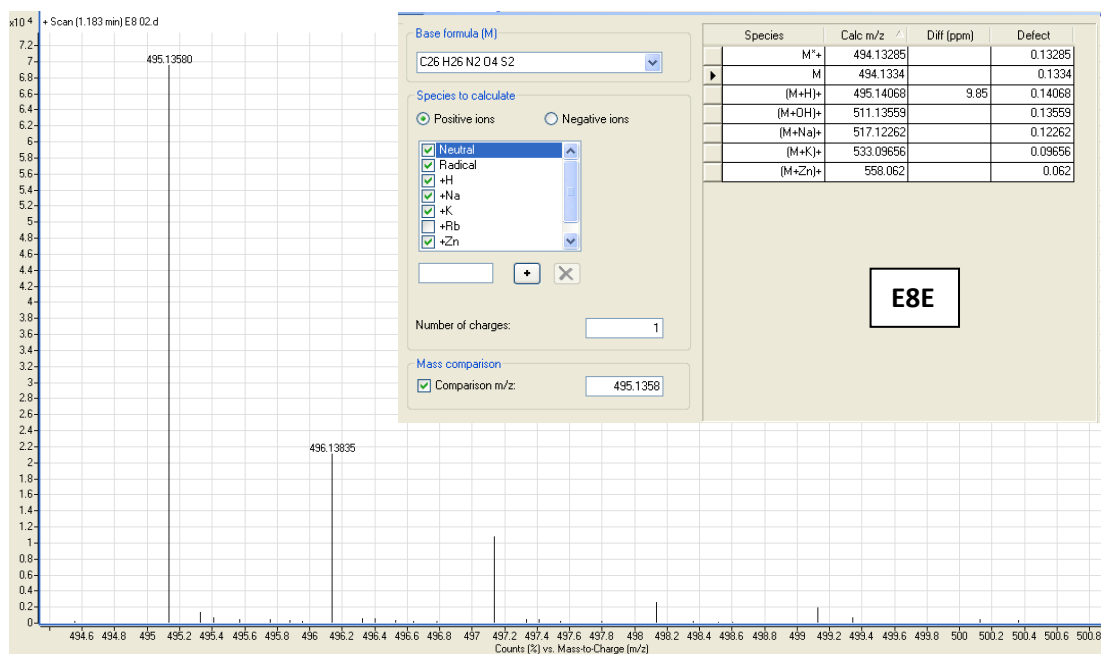 x10 4
+ Scan (1.183 min) E8 02.d
7.2
7
6.8
6.6
6.4
6.2
6
5.8
5.6
5.4
5.2
5
4.8
4.6
4.4
4.2
4
3.8
3.6
3.4
3.2
3
2.8
2.6
2.4
2.2
2
1.8
1.6
1.4
1.2
1
0.8
0.6
0.4
0.2
0
495.13580
496.13835
494.6 494.8 495 495.2 495.4 495.6 495.8 496 496.2 496.4 496.6 496.8 497 497.2 497.4 497.6 497.8 498 498.2 498.4 498.6 498.8 499 499.2 499.4 499.6 499.8 500 500.2 500.4 500.6 500.8
Counts (%) vs. Mass-to-Charge (m/z)
Base formula (M)
C26 H26 N2 O4 S2
Species to calculate
Positive ions Negative ions
Neutral
Radical
+H
+Na
+K
+Rb
+Zn
+
Number of charges: 1
Mass comparison
Comparison m/z: 495.1358
Species Calc m/z Diff (ppm) Defect
M*+ 494.13285 0.13285
M 494.1334 0.1334
(M+H)+ 495.14068 9.85 0.14068
(M+OH)+ 511.13559 0.13559
(M+Na)+ 517.12262 0.12262
(M+K)+ 533.09656 0.09656
(M+Zn)+ 558.062 0.062
E8E